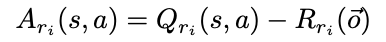 $A_{r_i}(s, a) = Q_{r_i}(s, a) - R_{r_i}(\vec{o})$